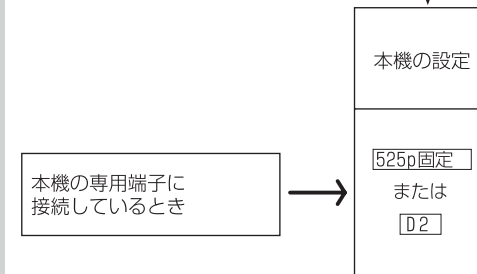 本機の設定
本機の専用端子に
接続しているとき
525p固定
または
D2